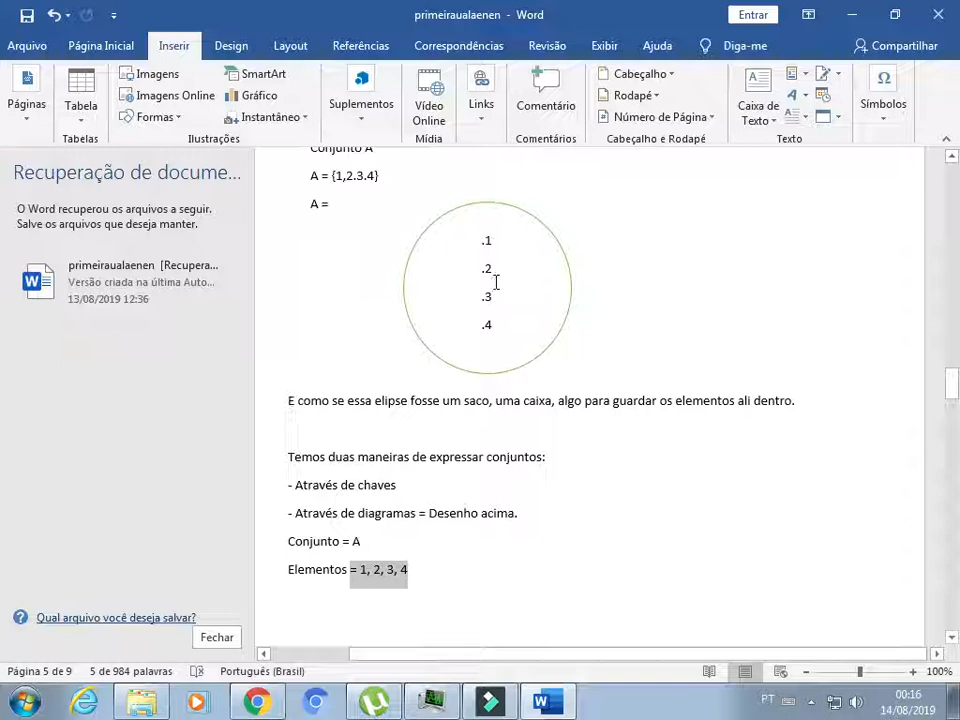 primeiraualaenen - Word
Entrar
Arquivo Página Inicial Inserir Design Layout Referências Correspondências Revisão Exibir Ajuda Diga-me Compartilhar
Páginas
Tabela
Imagens
Imagens Online
Formas
SmartArt
Gráfico
Instantâneo
Suplementos
Vídeo
Online
Links
Comentário
Cabeçalho
Rodapé
Número de Página
Caixa de
Texto
Símbolos
Tabelas Ilustrações Mídia Comentários Cabeçalho e Rodapé Texto
Recuperação de docume...
O Word recuperou os arquivos a seguir.
Salve os arquivos que deseja manter.
primeiraualaenen [Recupera...
Versão criada na última Auto...
13/08/2019 12:36
Qual arquivo você deseja salvar?
Fechar
Conjunto A
A = {1,2.3.4}
A =
.1
.2
.3
.4
E como se essa elipse fosse um saco, uma caixa, algo para guardar os elementos ali dentro.
Temos duas maneiras de expressar conjuntos:
- Através de chaves
- Através de diagramas = Desenho acima.
Conjunto = A
Elementos = 1, 2, 3, 4
Página 5 de 9 5 de 984 palavras Português (Brasil) 100%
PT 00:16
14/08/2019